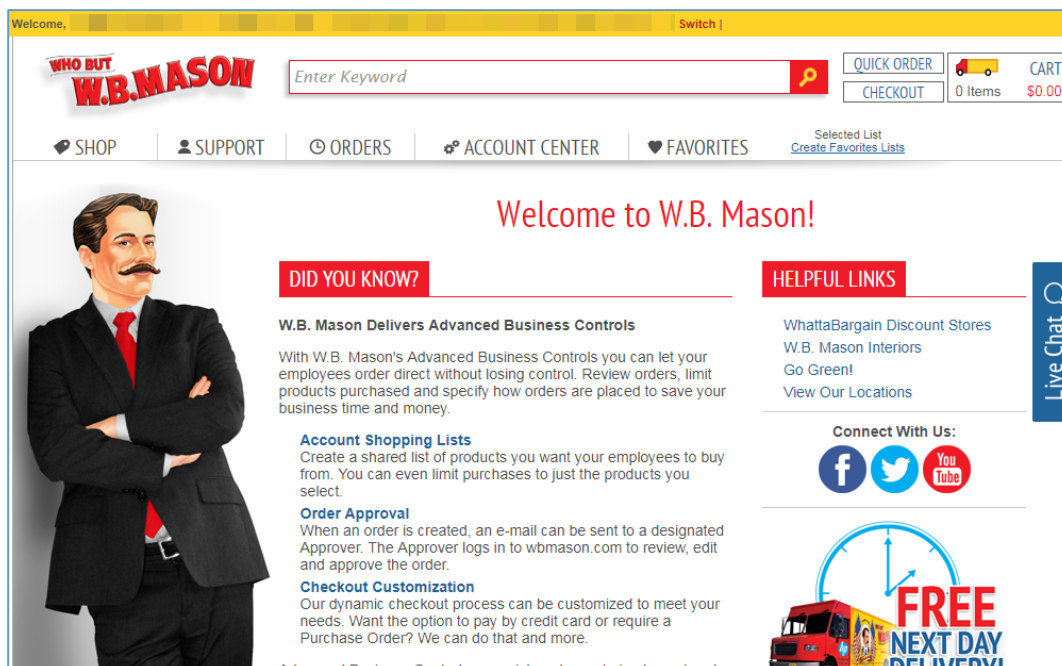 Welcome,
Switch |
WHO BUT
W.B.MASON
Enter Keyword
QUICK ORDER
CHECKOUT
CART
0 Items
$0.00
SHOP
SUPPORT
ORDERS
ACCOUNT CENTER
FAVORITES
Selected List
Create Favorites Lists
Welcome to W.B. Mason!
DID YOU KNOW?
W.B. Mason Delivers Advanced Business Controls
With W.B. Mason's Advanced Business Controls you can let your
employees order direct without losing control. Review orders, limit
products purchased and specify how orders are placed to save your
business time and money.
Account Shopping Lists
Create a shared list of products you want your employees to buy
from. You can even limit purchases to just the products you
select.
Order Approval
When an order is created, an e-mail can be sent to a designated
Approver. The Approver logs in to wbmason.com to review, edit
and approve the order.
Checkout Customization
Our dynamic checkout process can be customized to meet your
needs. Want the option to pay by credit card or require a
Purchase Order? We can do that and more.
HELPFUL LINKS
WhattaBargain Discount Stores
W.B. Mason Interiors
Go Green!
View Our Locations
Connect With Us:
f
You
Tube
Live Chat
FREE
NEXT DAY
DELIVERY!
hp